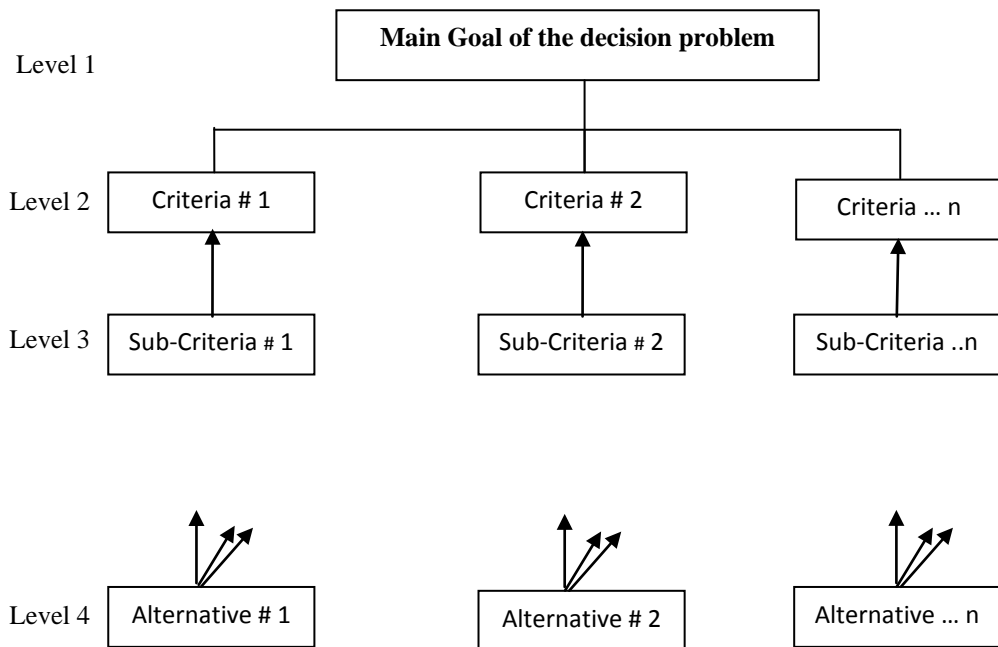 Main Goal of the decision problem
Level 1
Level 2
Criteria # 1
Criteria # 2
Criteria ... n
Level 3
Sub-Criteria # 1
Sub-Criteria # 2
Sub-Criteria ..n
Level 4
Alternative # 1
Alternative # 2
Alternative ... n